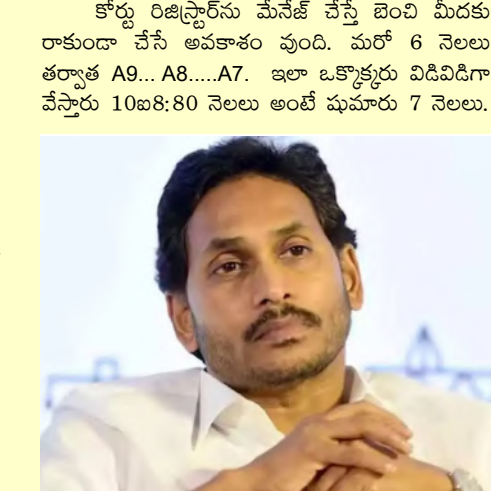 కోర్టు రిజిస్ట్రార్‌ను మేనేజ్ చేస్తే బెంచి మీదకు
రాకుండా చేసే అవకాశం వుంది. మరో 6 నెలలు
తర్వాత A9... A8.....A7. ఇలా ఒక్కొక్కరు విడివిడిగా
వేస్తారు 10ఐ8:80 నెలలు అంటే షుమారు 7 నెలలు.